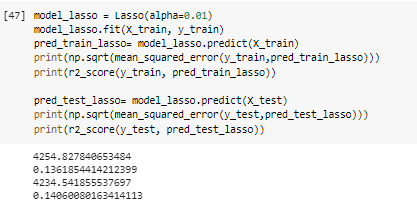 [47] model_lasso = Lasso(alpha=0.01)
model_lasso.fit(X_train, y_train)
pred_train_lasso= model_lasso.predict(X_train)
print(np.sqrt(mean_squared_error(y_train,pred_train_lasso)))
print(r2_score(y_train, pred_train_lasso))
pred_test_lasso= model_lasso.predict(X_test)
print(np.sqrt(mean_squared_error(y_test,pred_test_lasso)))
print(r2_score(y_test, pred_test_lasso))
4254.827840653484
0.1361854414212399
4234.541855537697
0.14060080163414113